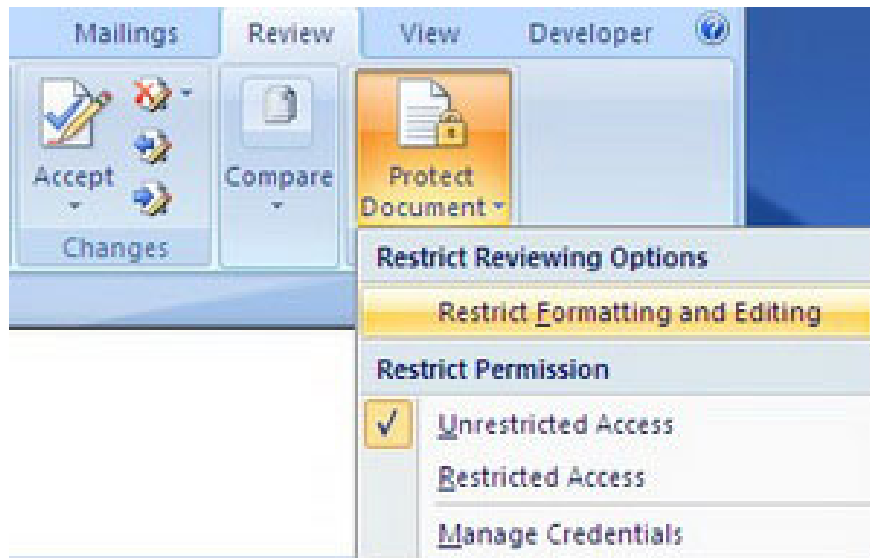 Mailings Review View Developer
Accept Compare Protect
Document
Changes
Restrict Reviewing Options
Restrict Formatting and Editing
Restrict Permission
Unrestricted Access
Restricted Access
Manage Credentials